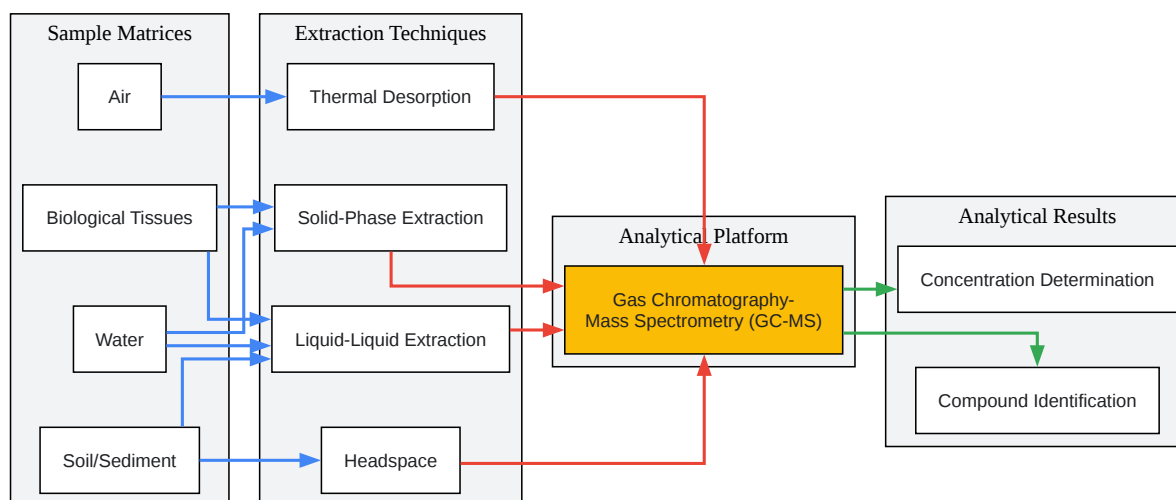 Sample Matrices
Air
Biological Tissues
Water
Soil/Sediment
Extraction Techniques
Thermal Desorption
Solid-Phase Extraction
Liquid-Liquid Extraction
Headspace
Analytical Platform
Gas Chromatography-
Mass Spectrometry (GC-MS)
Analytical Results
Concentration Determination
Compound Identification